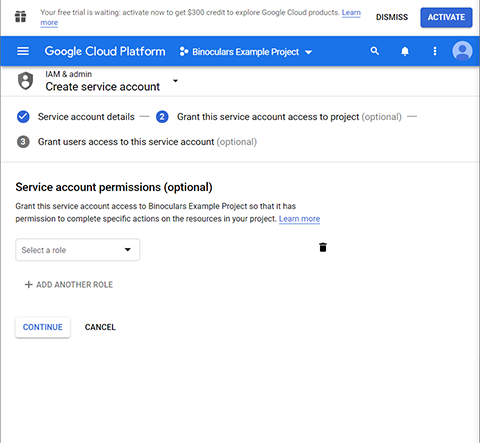 Your free trial is waiting: activate now to get $300 credit to explore Google Cloud products. Learn
more
DISMISS
ACTIVATE
Google Cloud Platform
Binoculars Example Project
IAM & admin
Create service account
Service account details — 2 Grant this service account access to project (optional) —
3 Grant users access to this service account (optional)
Service account permissions (optional)
Grant this service account access to Binoculars Example Project so that it has
permission to complete specific actions on the resources in your project. Learn more
Select a role
+ ADD ANOTHER ROLE
CONTINUE
CANCEL